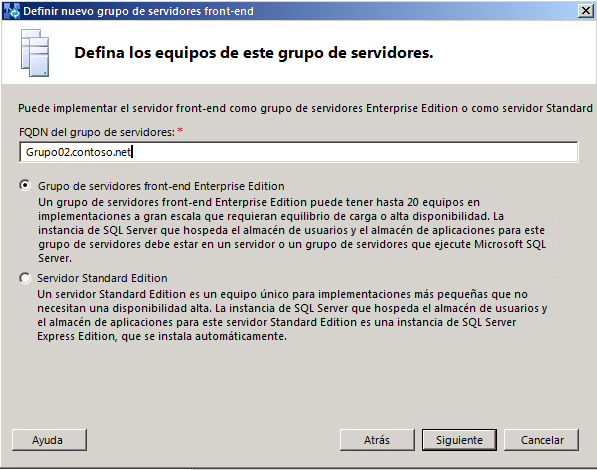 Definir nuevo grupo de servidores front-end
Defina los equipos de este grupo de servidores.
Puede implementar el servidor front-end como grupo de servidores Enterprise Edition o como servidor Standard
FQDN del grupo de servidores: *
Grupo02.contoso.net
Grupo de servidores front-end Enterprise Edition
Un grupo de servidores front-end Enterprise Edition puede tener hasta 20 equipos en
implementaciones a gran escala que requieran equilibrio de carga o alta disponibilidad. La
instancia de SQL Server que hospeda el almacén de usuarios y el almacén de aplicaciones para este
grupo de servidores debe estar en un servidor o un grupo de servidores que ejecute Microsoft SQL
Server.
Servidor Standard Edition
Un servidor Standard Edition es un equipo único para implementaciones más pequeñas que no
necesitan una disponibilidad alta. La instancia de SQL Server que hospeda el almacén de usuarios y
el almacén de aplicaciones para este servidor Standard Edition es una instancia de SQL Server
Express Edition, que se instala automáticamente.
Ayuda
Atrás
Siguiente
Cancelar